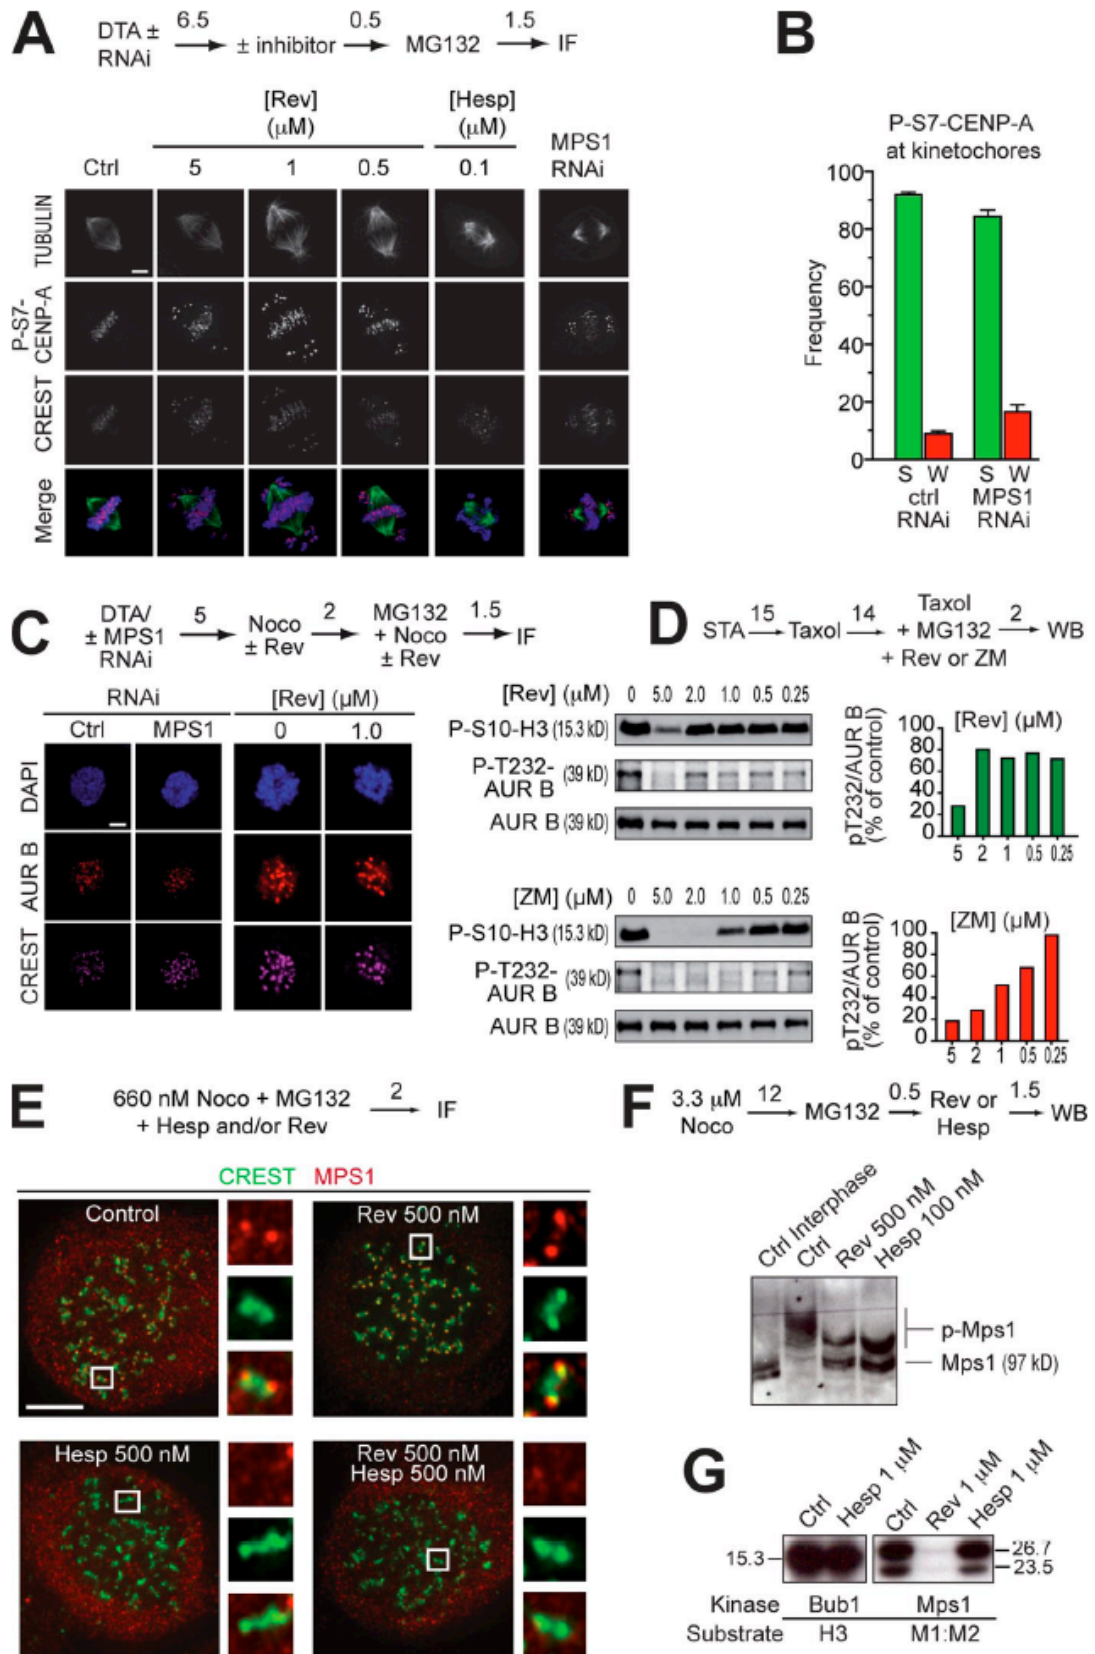 A
DTA ± RNAi
6.5
± inhibitor
0.5
MG132
1.5
IF
[Rev] (μM)
[Hesp] (μM)
MPS1 RNAi
Ctrl
5
1
0.5
0.1
TUBULIN
P-S7-CENP-A
CREST
Merge
B
P-S7-CENP-A
at kinetochores
Frequency
100
80
60
40
20
0
S W S W
ctrl RNAi
MPS1 RNAi
C
DTA/ ± MPS1 RNAi
5
Noco ± Rev
2
MG132 + Noco ± Rev
1.5
IF
RNAi
[Rev] (μM)
Ctrl
MPS1
0
1.0
DAPI
AUR B
CREST
D
STA
15
Taxol
14
Taxol + MG132 + Rev or ZM
2
WB
[Rev] (μM) 0 5.0 2.0 1.0 0.5 0.25
P-S10-H3 (15.3 kD)
P-T232-AUR B (39 kD)
AUR B (39 kD)
[Rev] (μM)
pT232/AUR B (% of control)
100
80
60
40
20
0
5 2 1 0.5 0.25
[ZM] (μM) 0 5.0 2.0 1.0 0.5 0.25
P-S10-H3 (15.3 kD)
P-T232-AUR B (39 kD)
AUR B (39 kD)
[ZM] (μM)
pT232/AUR B (% of control)
100
80
60
40
20
0
5 2 1 0.5 0.25
E
660 nM Noco + MG132
+ Hesp and/or Rev
2
IF
CREST MPS1
Control
Rev 500 nM
Hesp 500 nM
Rev 500 nM
Hesp 500 nM
F
3.3 μM Noco
12
MG132
0.5
Rev or Hesp
1.5
WB
Ctrl Interphase
Ctrl
Rev 500 nM
Hesp 100 nM
p-Mps1
Mps1 (97 kD)
G
Ctrl
Hesp 1 μM
Ctrl
Rev 1 μM
Hesp 1 μM
15.3
26.7
23.5
Kinase Bub1 Mps1
Substrate H3 M1:M2